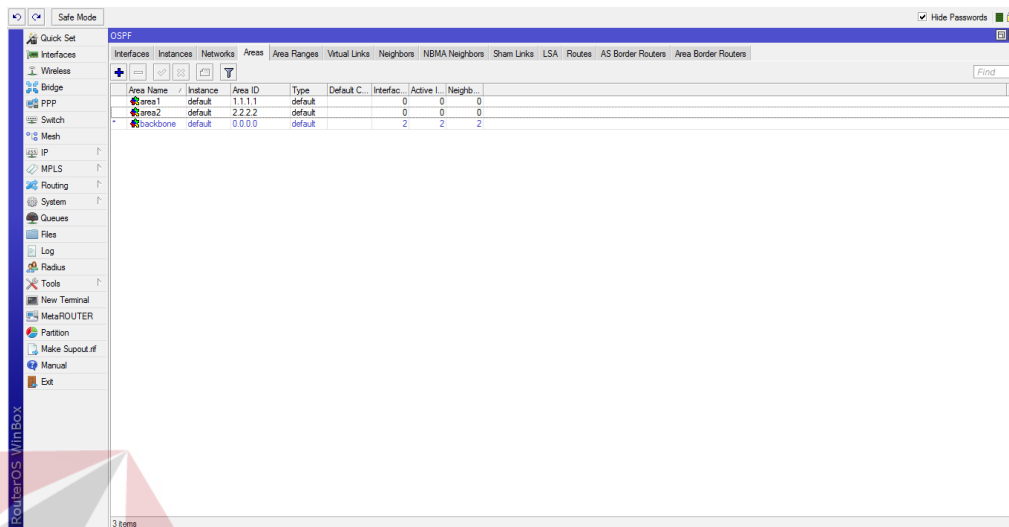 Safe Mode
Hide Passwords
Quick Set
Interfaces
Wireless
Bridge
PPP
Switch
Mesh
IP
MPLS
Routing
System
Queues
Files
Log
Radius
Tools
New Terminal
MetaROUTER
Partition
Make Supout.rif
Manual
Exit
RouterOS WinBox
OSPF
Interfaces Instances Networks Areas Area Ranges Virtual Links Neighbors NBMA Neighbors Sham Links LSA Routes AS Border Routers Area Border Routers
Find
Area Name / Instance Area ID Type Default C... Interfac... Active I... Neighb...
area1 default 1.1.1.1 default 0 0 0
area2 default 2.2.2.2 default 0 0 0
* backbone default 0.0.0.0 default 2 2 2
3 items